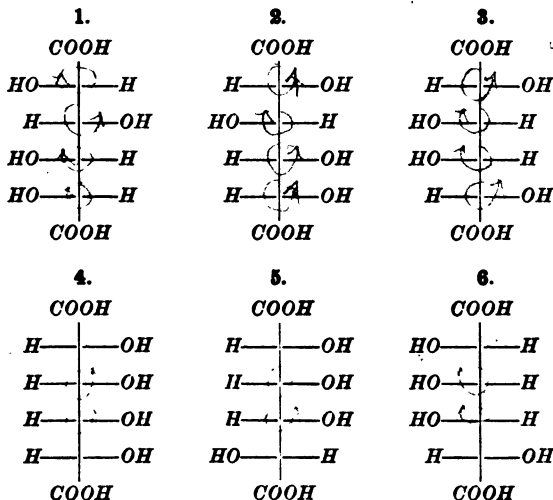 1. 2. 3.
COOH COOH COOH
HO H H OH H OH
H OH HO H HO H
HO H H OH HO H
HO H H OH H OH
COOH COOH COOH
4. 5. 6.
COOH COOH COOH
H OH H OH HO H
H OH H OH HO H
H OH H OH HO H
H OH HO H H OH
COOH COOH COOH